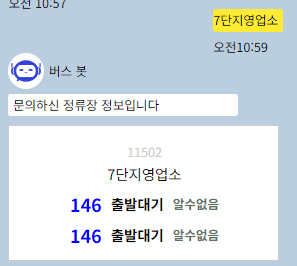 오전 10:57
7단지영업소
오전10:59
버스 봇
문의하신 정류장 정보입니다
11502
7단지영업소
146 출발대기 알수없음
146 출발대기 알수없음